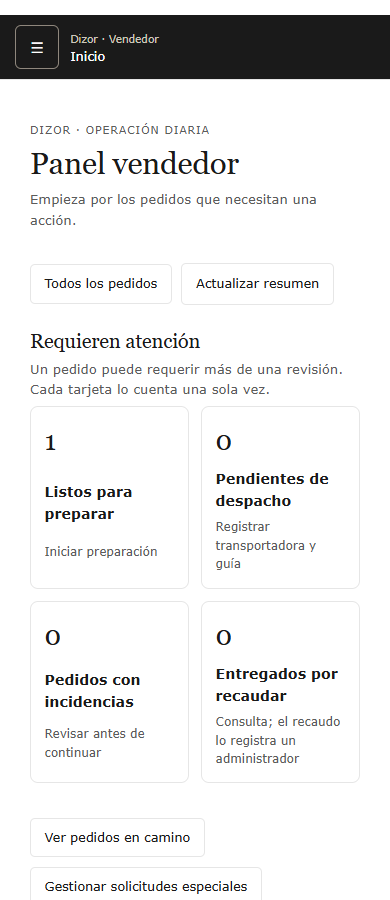 ☰
Dizor · Vendedor
Inicio
DIZOR · OPERACIÓN DIARIA
Panel vendedor
Empieza por los pedidos que necesitan una
acción.
Todos los pedidos
Actualizar resumen
Requieren atención
Un pedido puede requerir más de una revisión.
Cada tarjeta lo cuenta una sola vez.
1
Listos para
preparar
Iniciar preparación
0
Pendientes de
despacho
Registrar
transportadora y
guía
0
Pedidos con
incidencias
Revisar antes de
continuar
0
Entregados por
recaudar
Consulta; el recaudo
lo registra un
administrador
Ver pedidos en camino
Gestionar solicitudes especiales